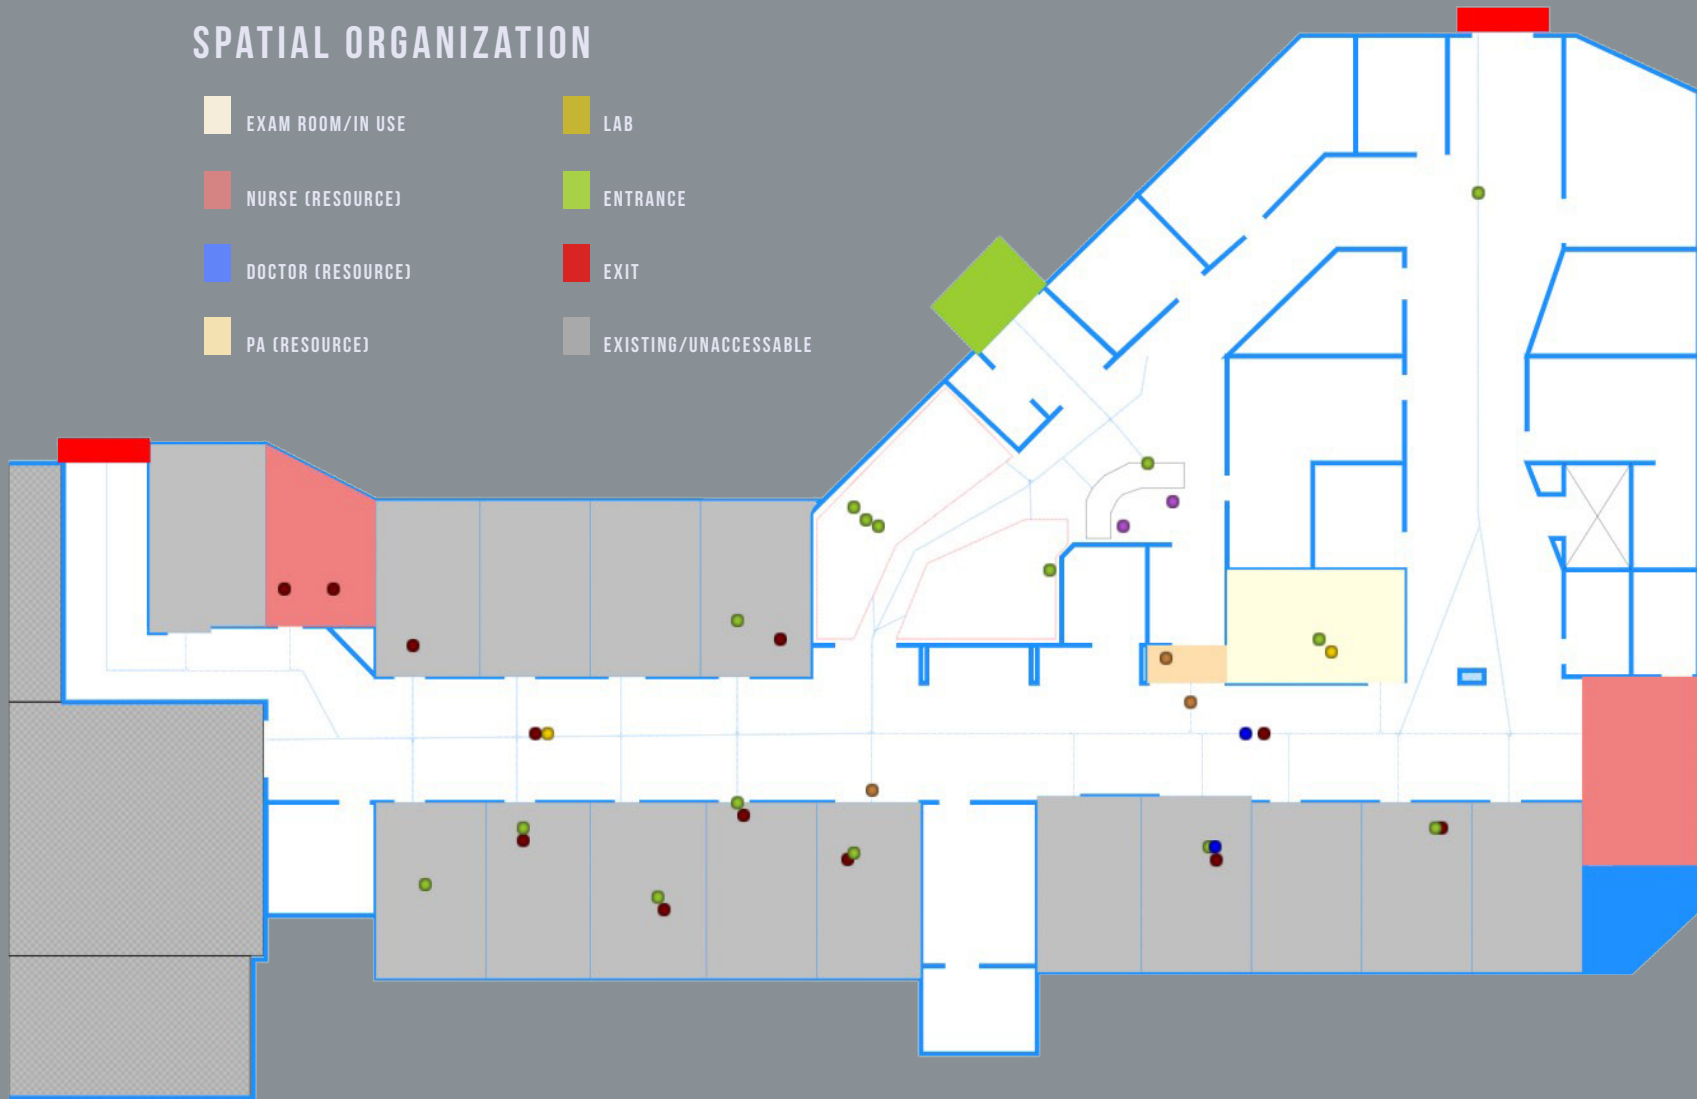 SPATIAL ORGANIZATION
EXAM ROOM/IN USE
NURSE (RESOURCE)
DOCTOR (RESOURCE)
PA (RESOURCE)
LAB
ENTRANCE
EXIT
EXISTING/UNACCESSABLE